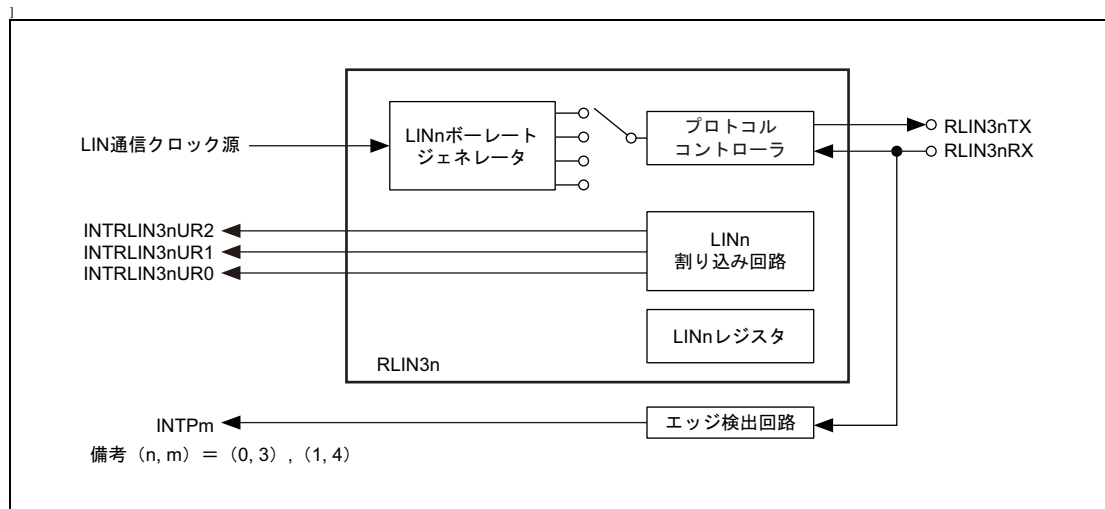 ]
LIN通信クロック源
LINnボーレート
ジェネレータ
プロトコル
コントローラ
RLIN3nTX
RLIN3nRX
INTRLIN3nUR2
INTRLIN3nUR1
INTRLIN3nUR0
LINn
割り込み回路
LINnレジスタ
RLIN3n
INTPm
エッジ検出回路
備考（n, m）＝（0, 3），（1, 4）